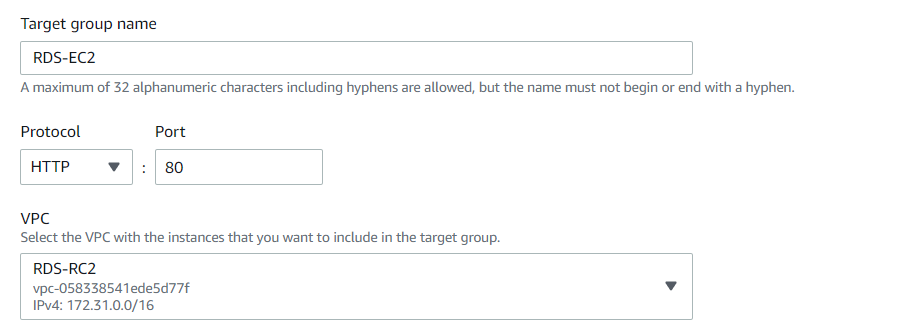 Target group name
RDS-EC2
A maximum of 32 alphanumeric characters including hyphens are allowed, but the name must not begin or end with a hyphen.
Protocol Port
HTTP : 80
VPC
Select the VPC with the instances that you want to include in the target group.
RDS-RC2
vpc-058338541ede5d77f
IPv4: 172.31.0.0/16